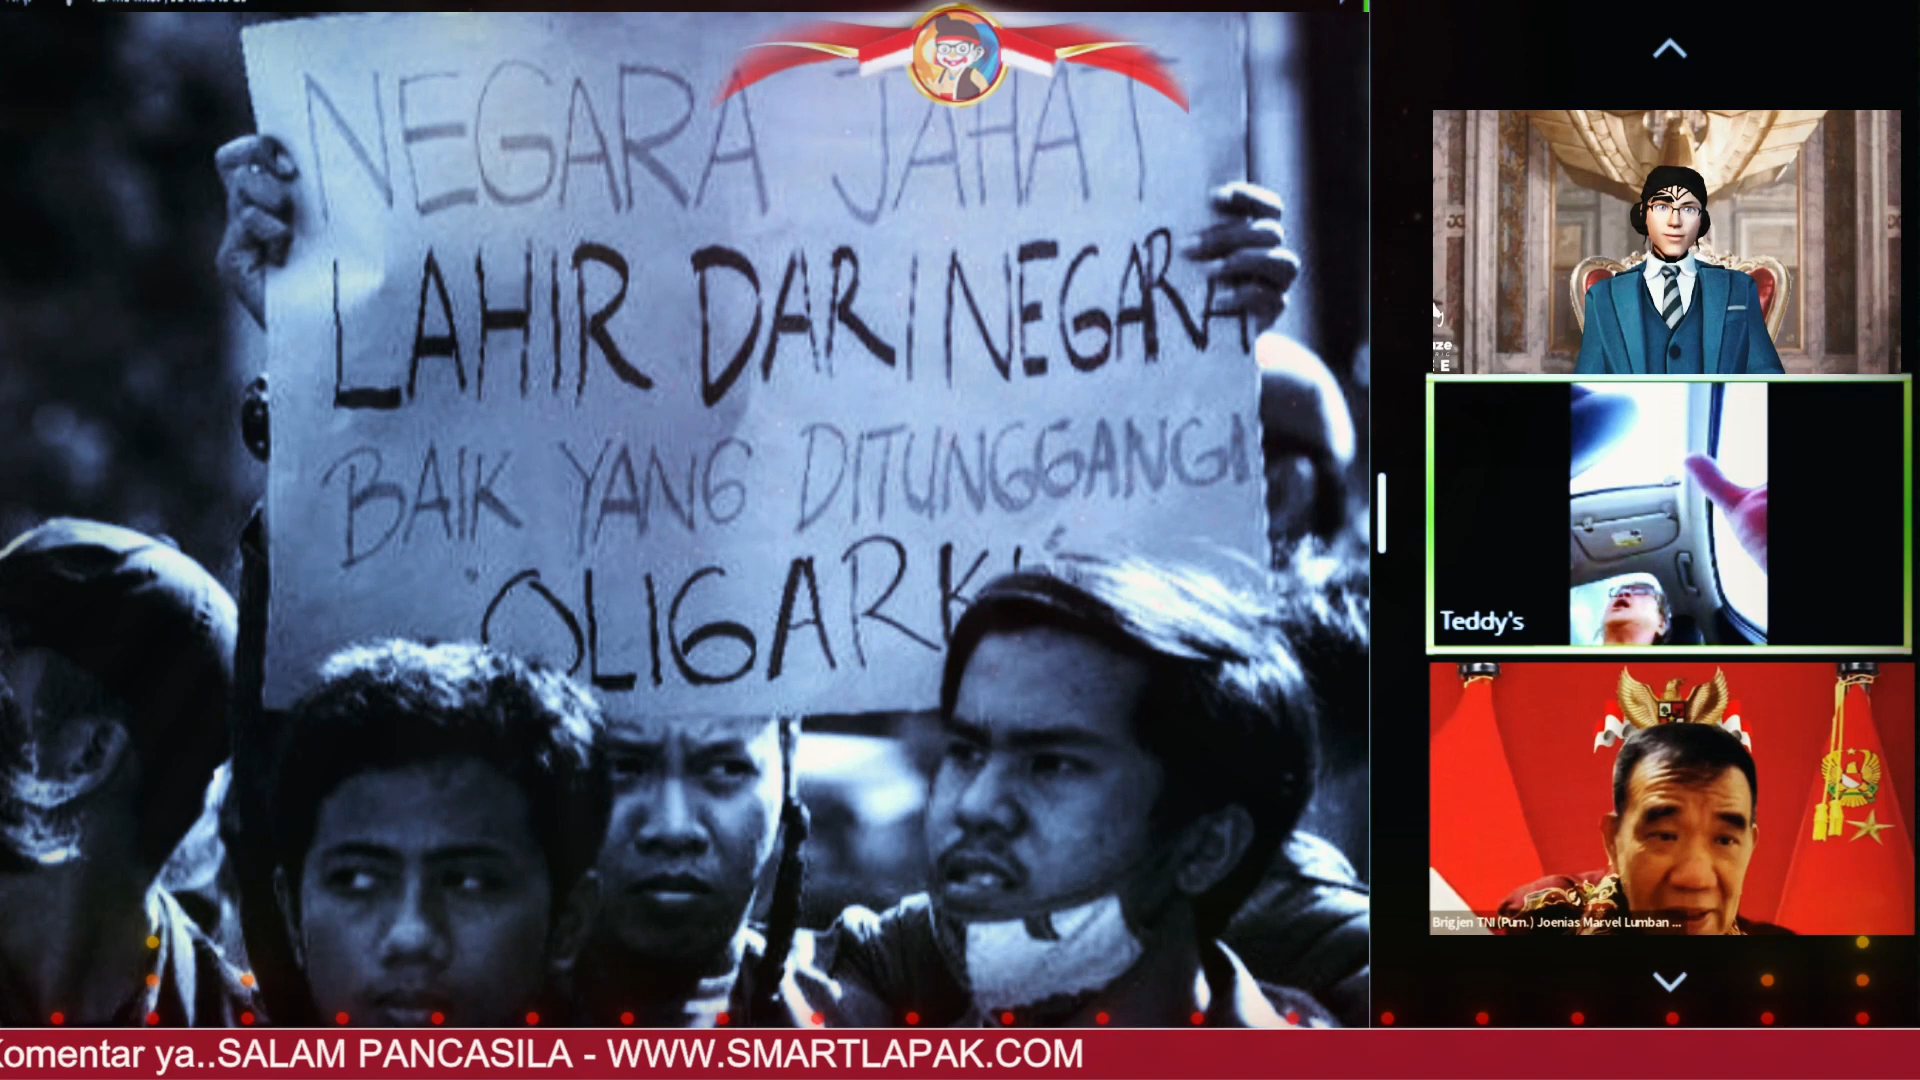 NEGARA JAHAT
LAHIR DARI NEGARA
BAIK YANG DITUNGGANGI
OLIGARKI
aze
E
Teddy's
Brigjen TNI (Purn.) Joenias Marvel Lumban ...
Komentar ya..SALAM PANCASILA - WWW.SMARTLAPAK.COM